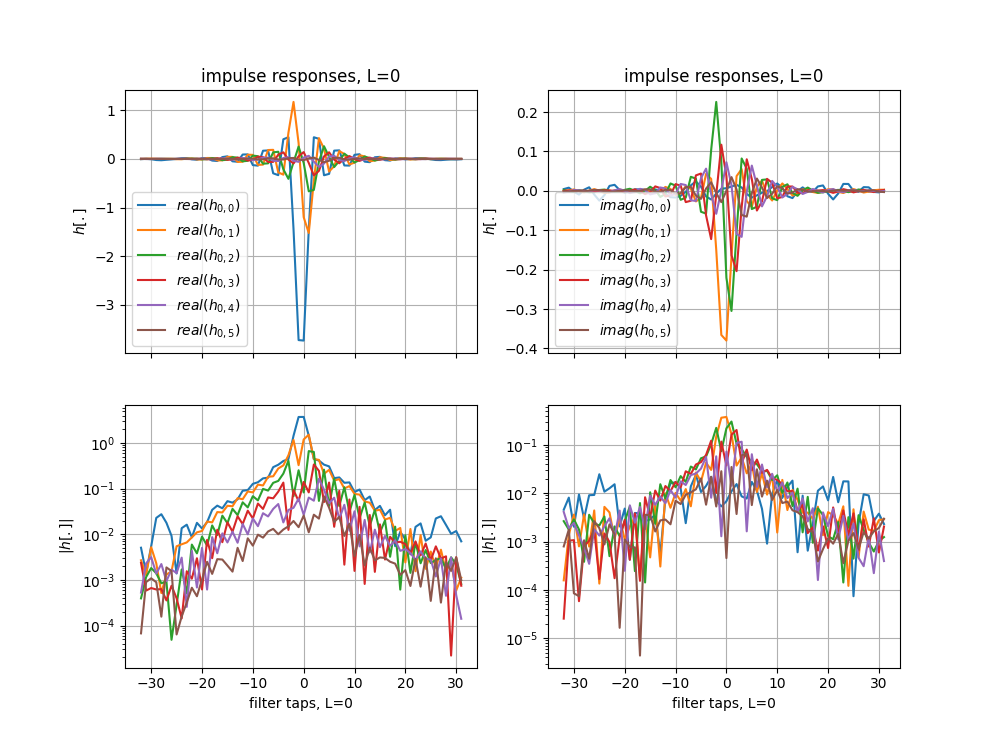 impulse responses, L=0
1
0
−1
−2
−3
h[.]
real(h0,0)
real(h0,1)
real(h0,2)
real(h0,3)
real(h0,4)
real(h0,5)
impulse responses, L=0
0.2
0.1
0.0
−0.1
−0.2
−0.3
−0.4
h[.]
imag(h0,0)
imag(h0,1)
imag(h0,2)
imag(h0,3)
imag(h0,4)
imag(h0,5)
10⁰
10⁻¹
10⁻²
10⁻³
10⁻⁴
|h[.]|
−30 −20 −10 0 10 20 30
filter taps, L=0
10⁻¹
10⁻²
10⁻³
10⁻⁴
10⁻⁵
|h[.]|
−30 −20 −10 0 10 20 30
filter taps, L=0